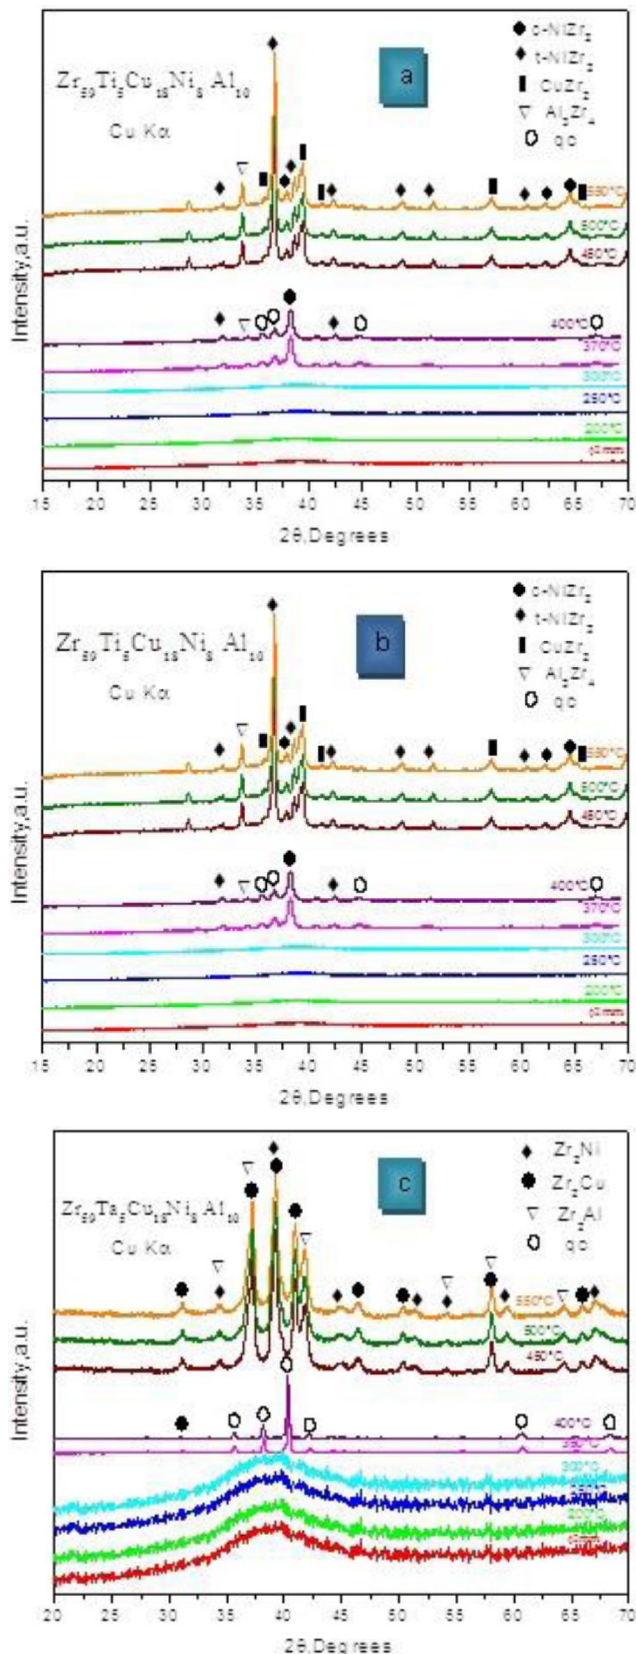 c-NiZr₂
t-NiZr₂
CuZr₂
Al₃Zr₄
qc
a
Zr₅₉Ti₅Cu₁₈Ni₈Al₁₀
Cu Kα
550°C
500°C
450°C
400°C
370°C
300°C
250°C
200°C
Intensity,a.u.
15 20 25 30 35 40 45 50 55 60 65 70
2θ,Degrees
c-NiZr₂
t-NiZr₂
CuZr₂
Al₃Zr₄
qc
b
Zr₅₉Ti₅Cu₁₈Ni₈Al₁₀
Cu Kα
550°C
500°C
450°C
400°C
370°C
300°C
250°C
200°C
Intensity,a.u.
15 20 25 30 35 40 45 50 55 60 65 70
2θ,Degrees
Zr₂Ni
Zr₂Cu
Zr₂Al
qc
c
Zr₅₉Ta₅Cu₁₈Ni₈Al₁₀
Cu Kα
550°C
500°C
450°C
400°C
350°C
300°C
250°C
200°C
Intensity,a.u.
20 25 30 35 40 45 50 55 60 65 70
2θ,Degrees